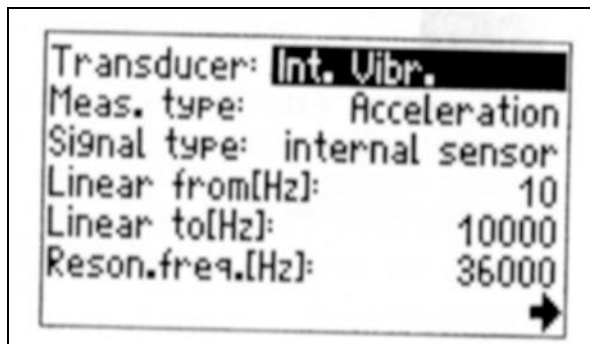 Transducer: Int. Vibr.
Meas. type: Acceleration
Signal type: internal sensor
Linear from[Hz]: 10
Linear to[Hz]: 10000
Reson.freq.[Hz]: 36000